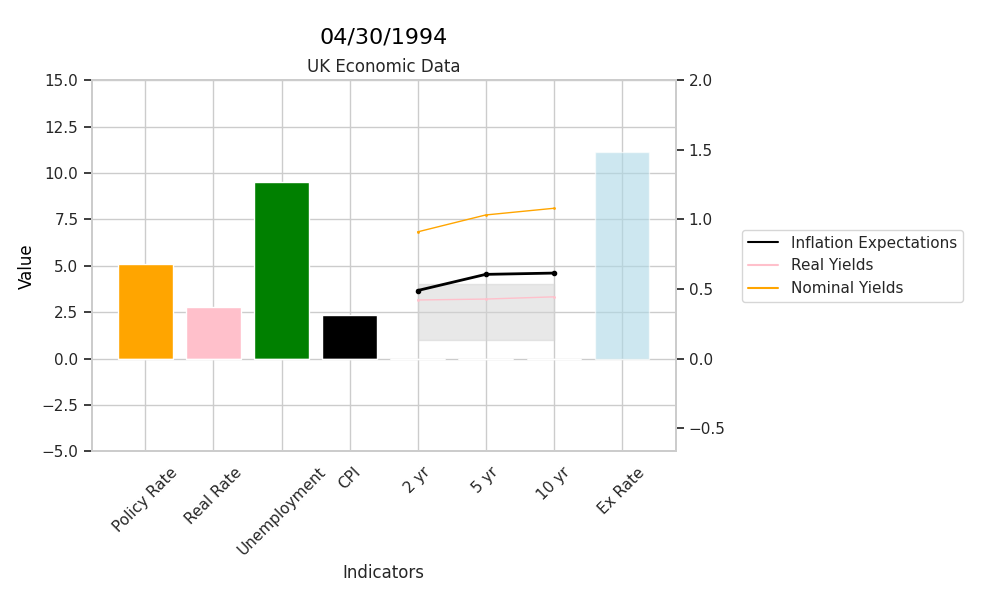 04/30/1994
UK Economic Data
15.0
12.5
10.0
7.5
5.0
2.5
0.0
−2.5
−5.0
Value
2.0
1.5
1.0
0.5
0.0
−0.5
Inflation Expectations
Real Yields
Nominal Yields
Policy Rate
Real Rate
Unemployment
CPI
2 yr
5 yr
10 yr
Ex Rate
Indicators